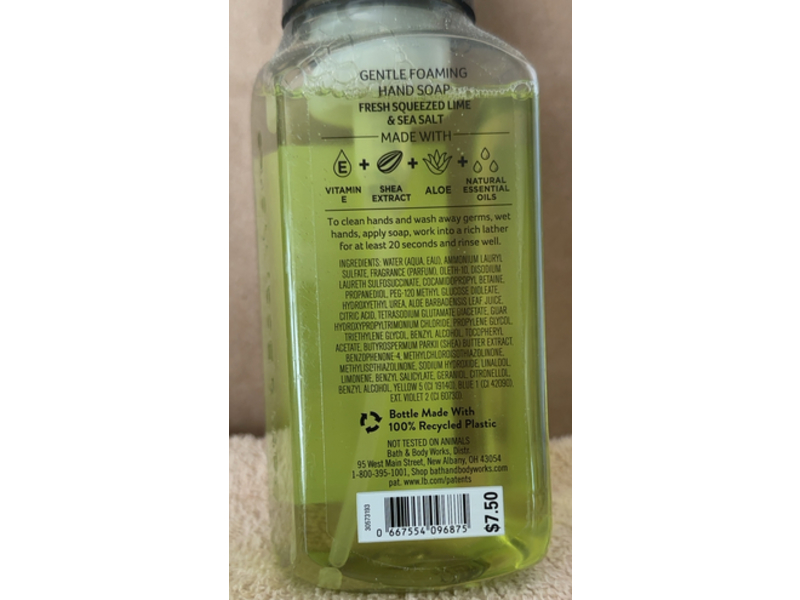 GENTLE FOAMING
HAND SOAP
FRESH SQUEEZED LIME
& SEA SALT
MADE WITH
E + + +
VITAMIN E SHEA EXTRACT ALOE NATURAL ESSENTIAL OILS
To clean hands and wash away germs, wet
hands, apply soap, work into a rich lather
for at least 20 seconds and rinse well.
INGREDIENTS: WATER (AQUA, EAU), AMMONIUM LAURYL
SULFATE, FRAGRANCE (PARFUM), OLETH-10, DISODIUM
LAURETH SULFOSUCCINATE, COCAMIDOPROPYL BETAINE,
PROPANEDIOL, PEG-120 METHYL GLUCOSE DIOLEATE,
HYDROXYETHYL UREA, ALOE BARBADENSIS LEAF JUICE,
CITRIC ACID, TETRASODIUM GLUTAMATE DIACETATE, GUAR
HYDROXYPROPYLTRIMONIUM CHLORIDE, PROPYLENE GLYCOL,
TRIETHYLENE GLYCOL, BENZYL ALCOHOL, TOCOPHERYL
ACETATE, BUTYROSPERMUM PARKII (SHEA) BUTTER EXTRACT,
BENZOPHENONE-4, METHYLCHLOROISOTHIAZOLINONE,
METHYLISOTHIAZOLINONE, SODIUM HYDROXIDE, LINALOOL,
LIMONENE, BENZYL SALICYLATE, GERANIOL, CITRONELLOL,
BENZYL ALCOHOL, YELLOW 5 (CI 19140), BLUE 1 (CI 42090),
EXT. VIOLET 2 (CI 60730).
Bottle Made With
100% Recycled Plastic
NOT TESTED ON ANIMALS
Bath & Body Works, Distr.
95 West Main Street, New Albany, OH 43054
1-800-395-1001, Shop bathandbodyworks.com
pat. www.lb.com/patents
30573193
0 667554 096875
$7.50